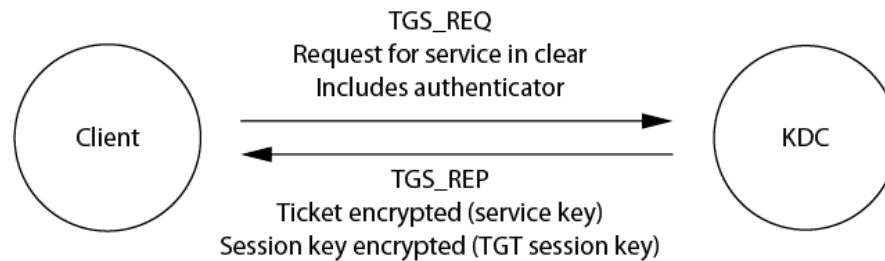 TGS_REQ
Request for service in clear
Includes authenticator
Client
KDC
TGS_REP
Ticket encrypted (service key)
Session key encrypted (TGT session key)